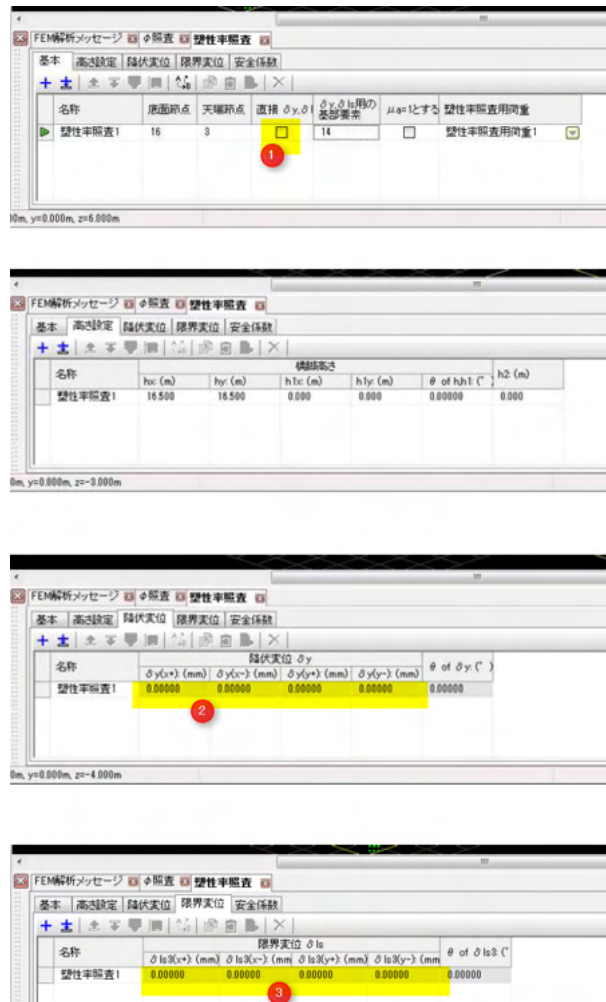 FEM解析メッセージ φ照査 塑性率照査
基本 高さ設定 降伏変位 限界変位 安全係数
名称 底面節点 天端節点 直接 δy,δl δy,δls用の基部要素 μa=1とする 塑性率照査用荷重
塑性率照査1 16 3 14 塑性率照査用荷重1
1
0m, y=0.000m, z=6.000m
FEM解析メッセージ φ照査 塑性率照査
基本 高さ設定 降伏変位 限界変位 安全係数
名称 橋脚高さ h2: (m)
hx: (m) hy: (m) h1x: (m) h1y: (m) θ of h,h1: (°
塑性率照査1 16.500 16.500 0.000 0.000 0.00000 0.000
0m, y=0.000m, z=-3.000m
FEM解析メッセージ φ照査 塑性率照査
基本 高さ設定 降伏変位 限界変位 安全係数
名称 降伏変位 δy θ of δy: (° )
δy(x+): (mm) δy(x-): (mm) δy(y+): (mm) δy(y-): (mm)
塑性率照査1 0.00000 0.00000 0.00000 0.00000 0.00000
2
0m, y=0.000m, z=-4.000m
FEM解析メッセージ φ照査 塑性率照査
基本 高さ設定 降伏変位 限界変位 安全係数
名称 限界変位 δls θ of δls3: (°
δls3(x+): (mm) δls3(x-): (mm δls3(y+): (mm) δls3(y-): (mm
塑性率照査1 0.00000 0.00000 0.00000 0.00000 0.00000
3